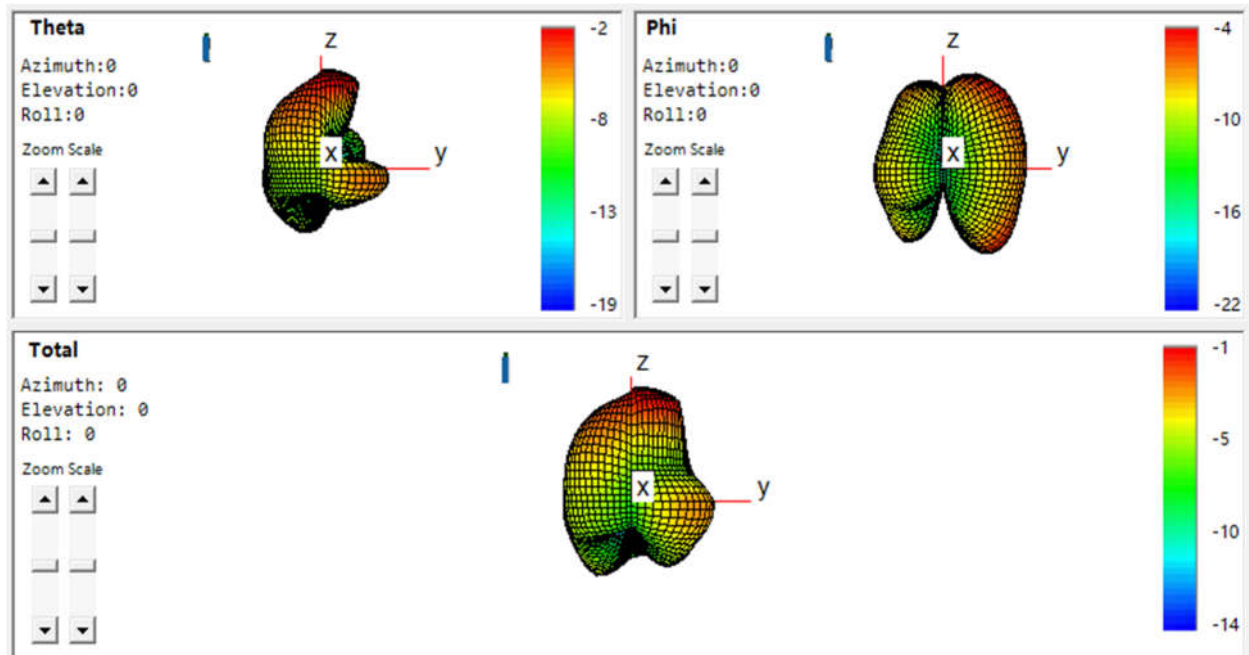 Theta
Azimuth:0
Elevation:0
Roll:0
Zoom Scale
z
x
y
-2
-8
-13
-19
Phi
Azimuth:0
Elevation:0
Roll:0
Zoom Scale
z
x
y
-4
-10
-16
-22
Total
Azimuth: 0
Elevation: 0
Roll: 0
Zoom Scale
z
x
y
-1
-5
-10
-14